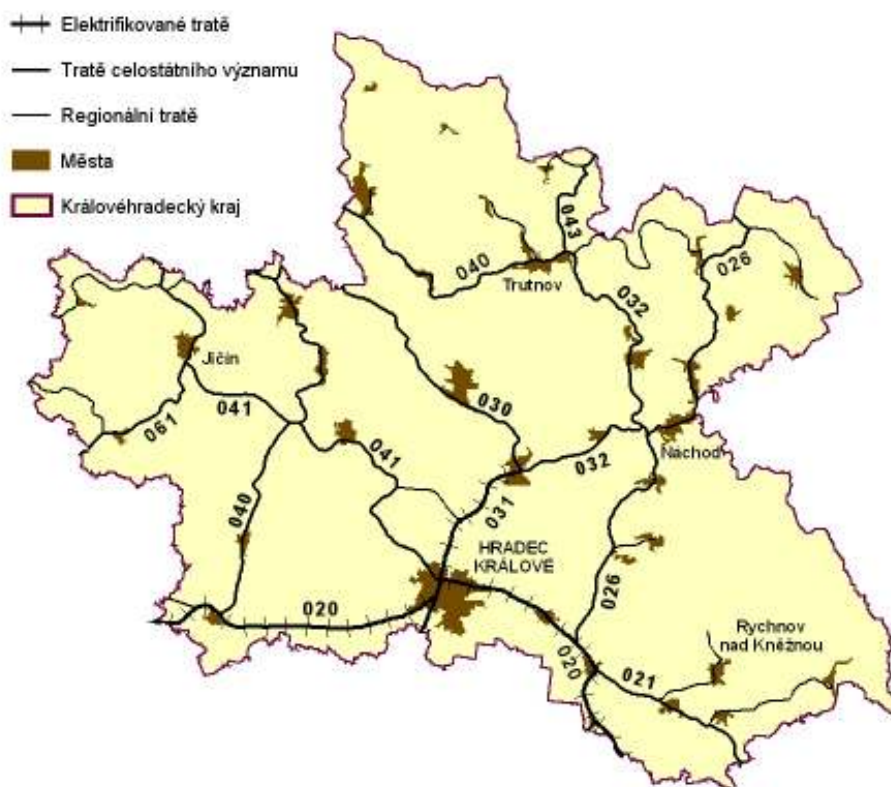 Elektrifikované tratě
Tratě celostátního významu
Regionální tratě
Města
Královéhradecký kraj
043
040
Trutnov
026
032
Jičín
041
030
061
041
032
Náchod
031
040
HRADEC
KRÁLOVÉ
026
020
Rychnov
nad Kněžnou
020
021